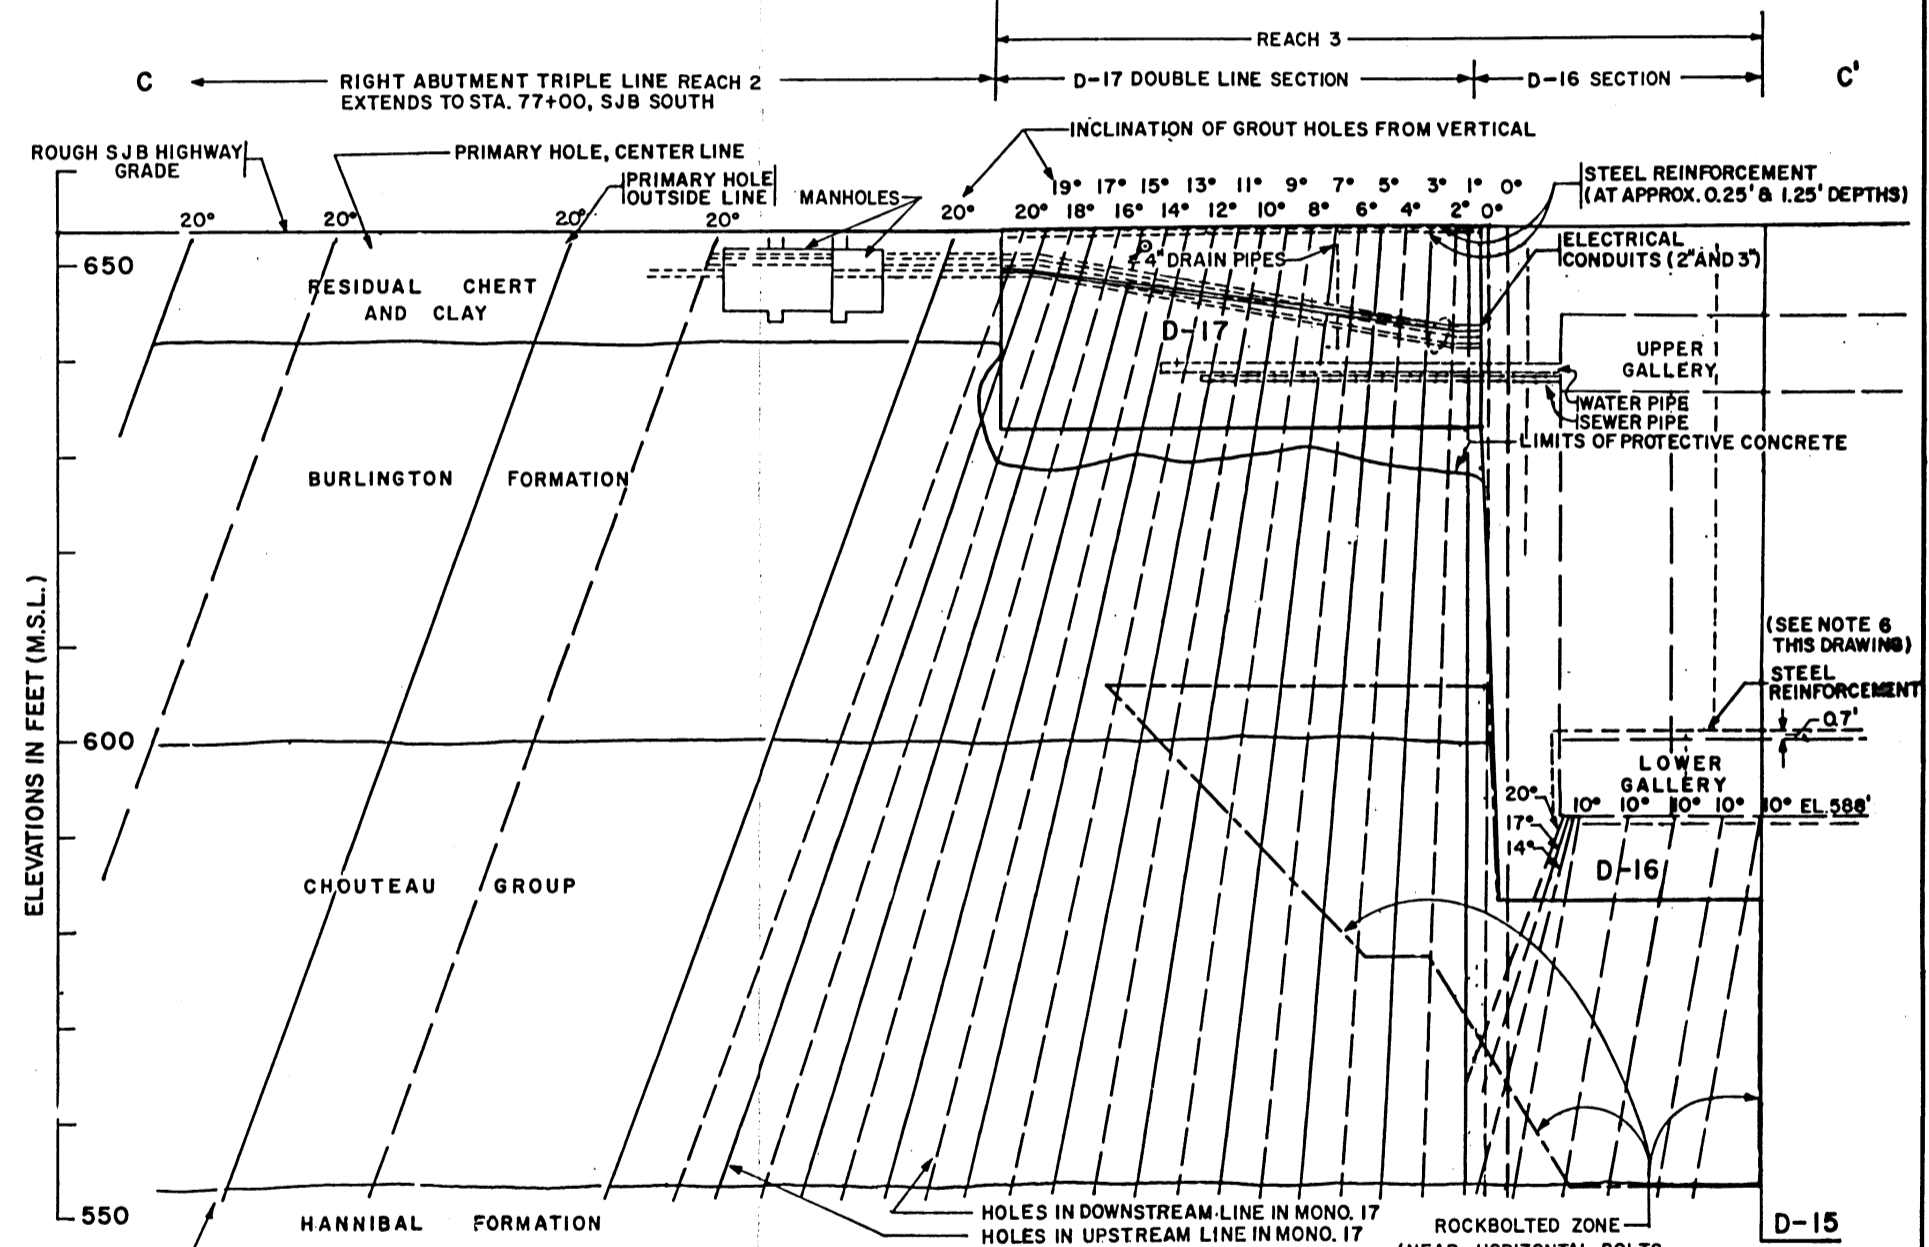 REACH 3
C
RIGHT ABUTMENT TRIPLE LINE REACH 2
EXTENDS TO STA. 77+00, SJB SOUTH
D-17 DOUBLE LINE SECTION
D-16 SECTION
C'
INCLINATION OF GROUT HOLES FROM VERTICAL
ROUGH SJB HIGHWAY
GRADE
PRIMARY HOLE, CENTER LINE
PRIMARY HOLE
OUTSIDE LINE
MANHOLES
STEEL REINFORCEMENT
(AT APPROX. 0.25' & 1.25' DEPTHS)
19° 17° 15° 13° 11° 9° 7° 5° 3° 1° 0°
20° 20° 20° 20° 20° 20° 18° 16° 14° 12° 10° 8° 6° 4° 2° 0°
ELECTRICAL
CONDUITS (2" AND 3")
4" DRAIN PIPES
650
RESIDUAL CHERT
AND CLAY
D-17
UPPER
GALLERY
WATER PIPE
SEWER PIPE
LIMITS OF PROTECTIVE CONCRETE
BURLINGTON FORMATION
ELEVATIONS IN FEET (M.S.L.)
(SEE NOTE 6
THIS DRAWING)
STEEL
REINFORCEMENT
0.7'
600
LOWER
GALLERY
20°
10° 10° 10° 10° 10° EL.588'
17°
14°
D-16
CHOUTEAU GROUP
550
HANNIBAL FORMATION
HOLES IN DOWNSTREAM LINE IN MONO. 17
HOLES IN UPSTREAM LINE IN MONO. 17
ROCKBOLTED ZONE
(NEAR HORIZONTAL BOLTS
D-15